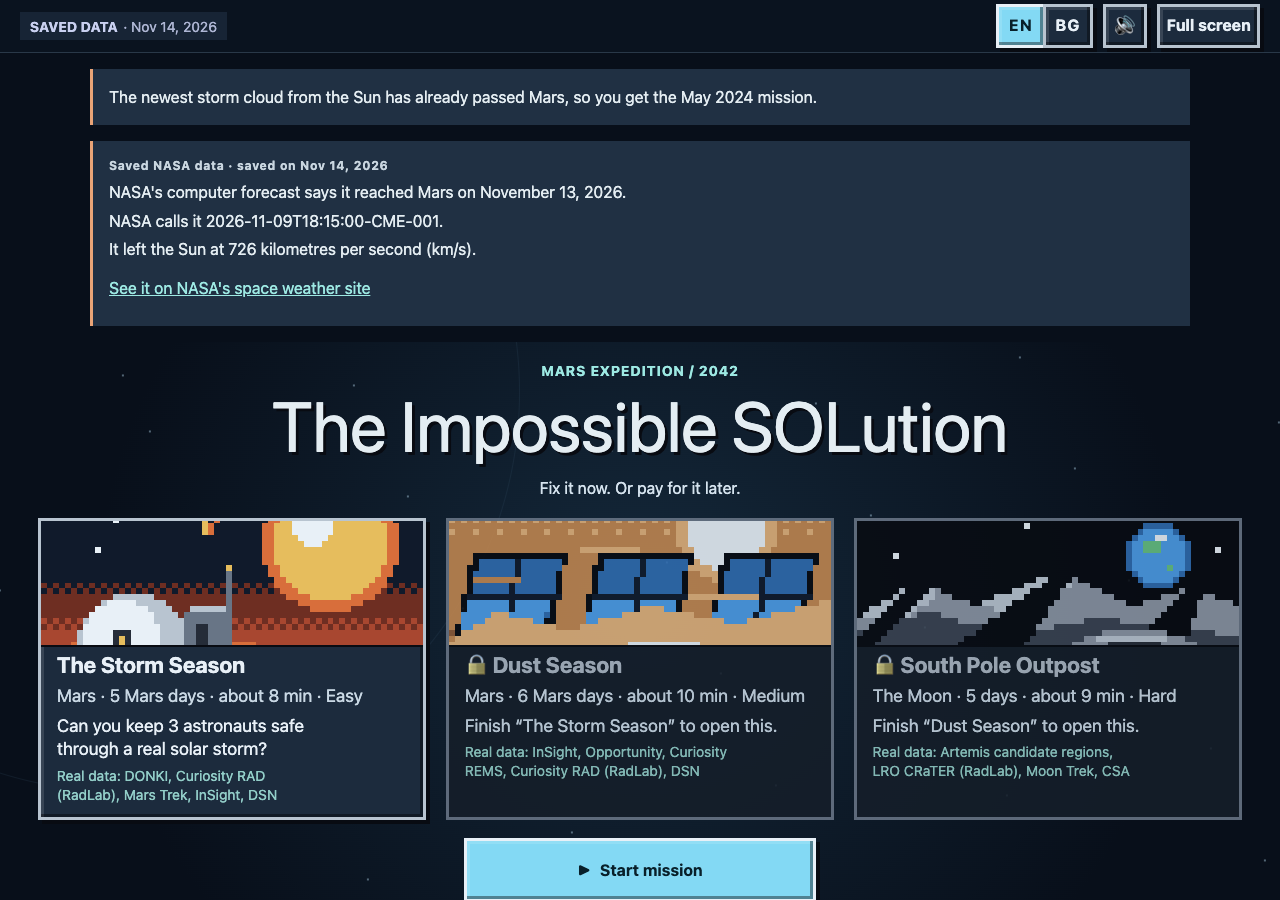 SAVED DATA · Nov 14, 2026
EN
BG
Full screen
The newest storm cloud from the Sun has already passed Mars, so you get the May 2024 mission.
Saved NASA data · saved on Nov 14, 2026
NASA's computer forecast says it reached Mars on November 13, 2026.
NASA calls it 2026-11-09T18:15:00-CME-001.
It left the Sun at 726 kilometres per second (km/s).
See it on NASA's space weather site
MARS EXPEDITION / 2042
The Impossible SOLution
Fix it now. Or pay for it later.
The Storm Season
Mars · 5 Mars days · about 8 min · Easy
Can you keep 3 astronauts safe
through a real solar storm?
Real data: DONKI, Curiosity RAD
(RadLab), Mars Trek, InSight, DSN
Dust Season
Mars · 6 Mars days · about 10 min · Medium
Finish “The Storm Season” to open this.
Real data: InSight, Opportunity, Curiosity
REMS, Curiosity RAD (RadLab), DSN
South Pole Outpost
The Moon · 5 days · about 9 min · Hard
Finish “Dust Season” to open this.
Real data: Artemis candidate regions,
LRO CRaTER (RadLab), Moon Trek, CSA
Start mission